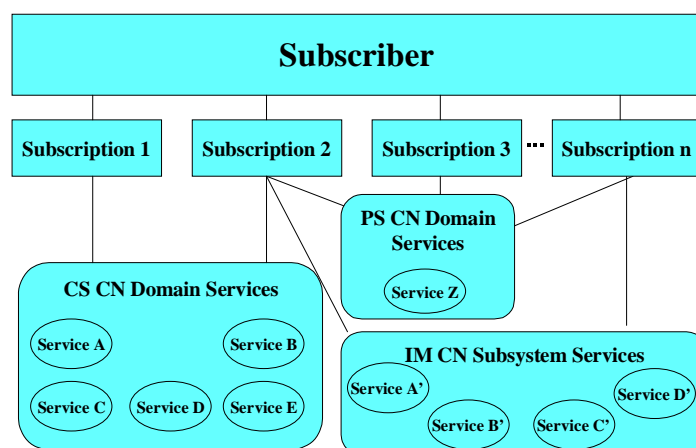 Subscriber
Subscription 1
Subscription 2
Subscription 3
...
Subscription n
PS CN Domain
Services
Service Z
CS CN Domain Services
Service A
Service B
Service C
Service D
Service E
IM CN Subsystem Services
Service A’
Service B’
Service C’
Service D’